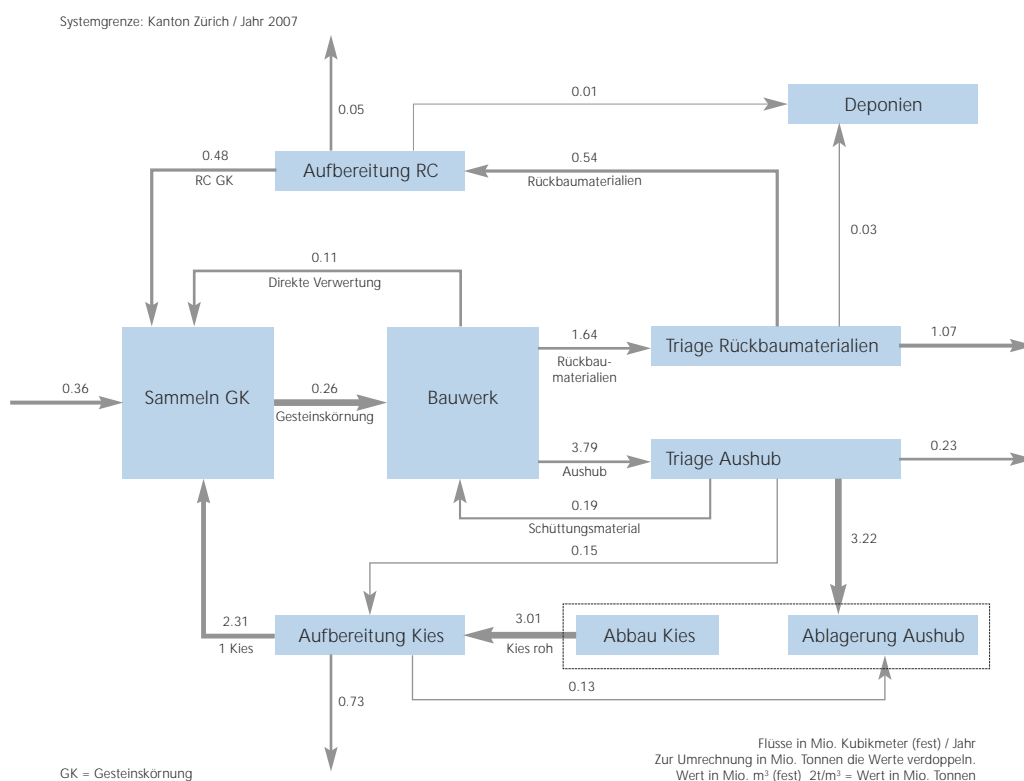 Systemgrenze: Kanton Zürich / Jahr 2007
0.05
0.01
Deponien
0.48
RC GK
Aufbereitung RC
0.54
Rückbaumaterialien
0.03
0.11
Direkte Verwertung
0.36
Sammeln GK
0.26
Gesteinskörnung
Bauwerk
1.64
Rückbau-
materialien
Triage Rückbaumaterialien
1.07
3.79
Aushub
Triage Aushub
0.23
0.19
Schüttungsmaterial
0.15
3.22
2.31
1 Kies
Aufbereitung Kies
3.01
Kies roh
Abbau Kies
Ablagerung Aushub
0.13
0.73
Flüsse in Mio. Kubikmeter (fest) / Jahr
Zur Umrechnung in Mio. Tonnen die Werte verdoppeln.
Wert in Mio. m³ (fest) 2t/m³ = Wert in Mio. Tonnen
GK = Gesteinskörnung